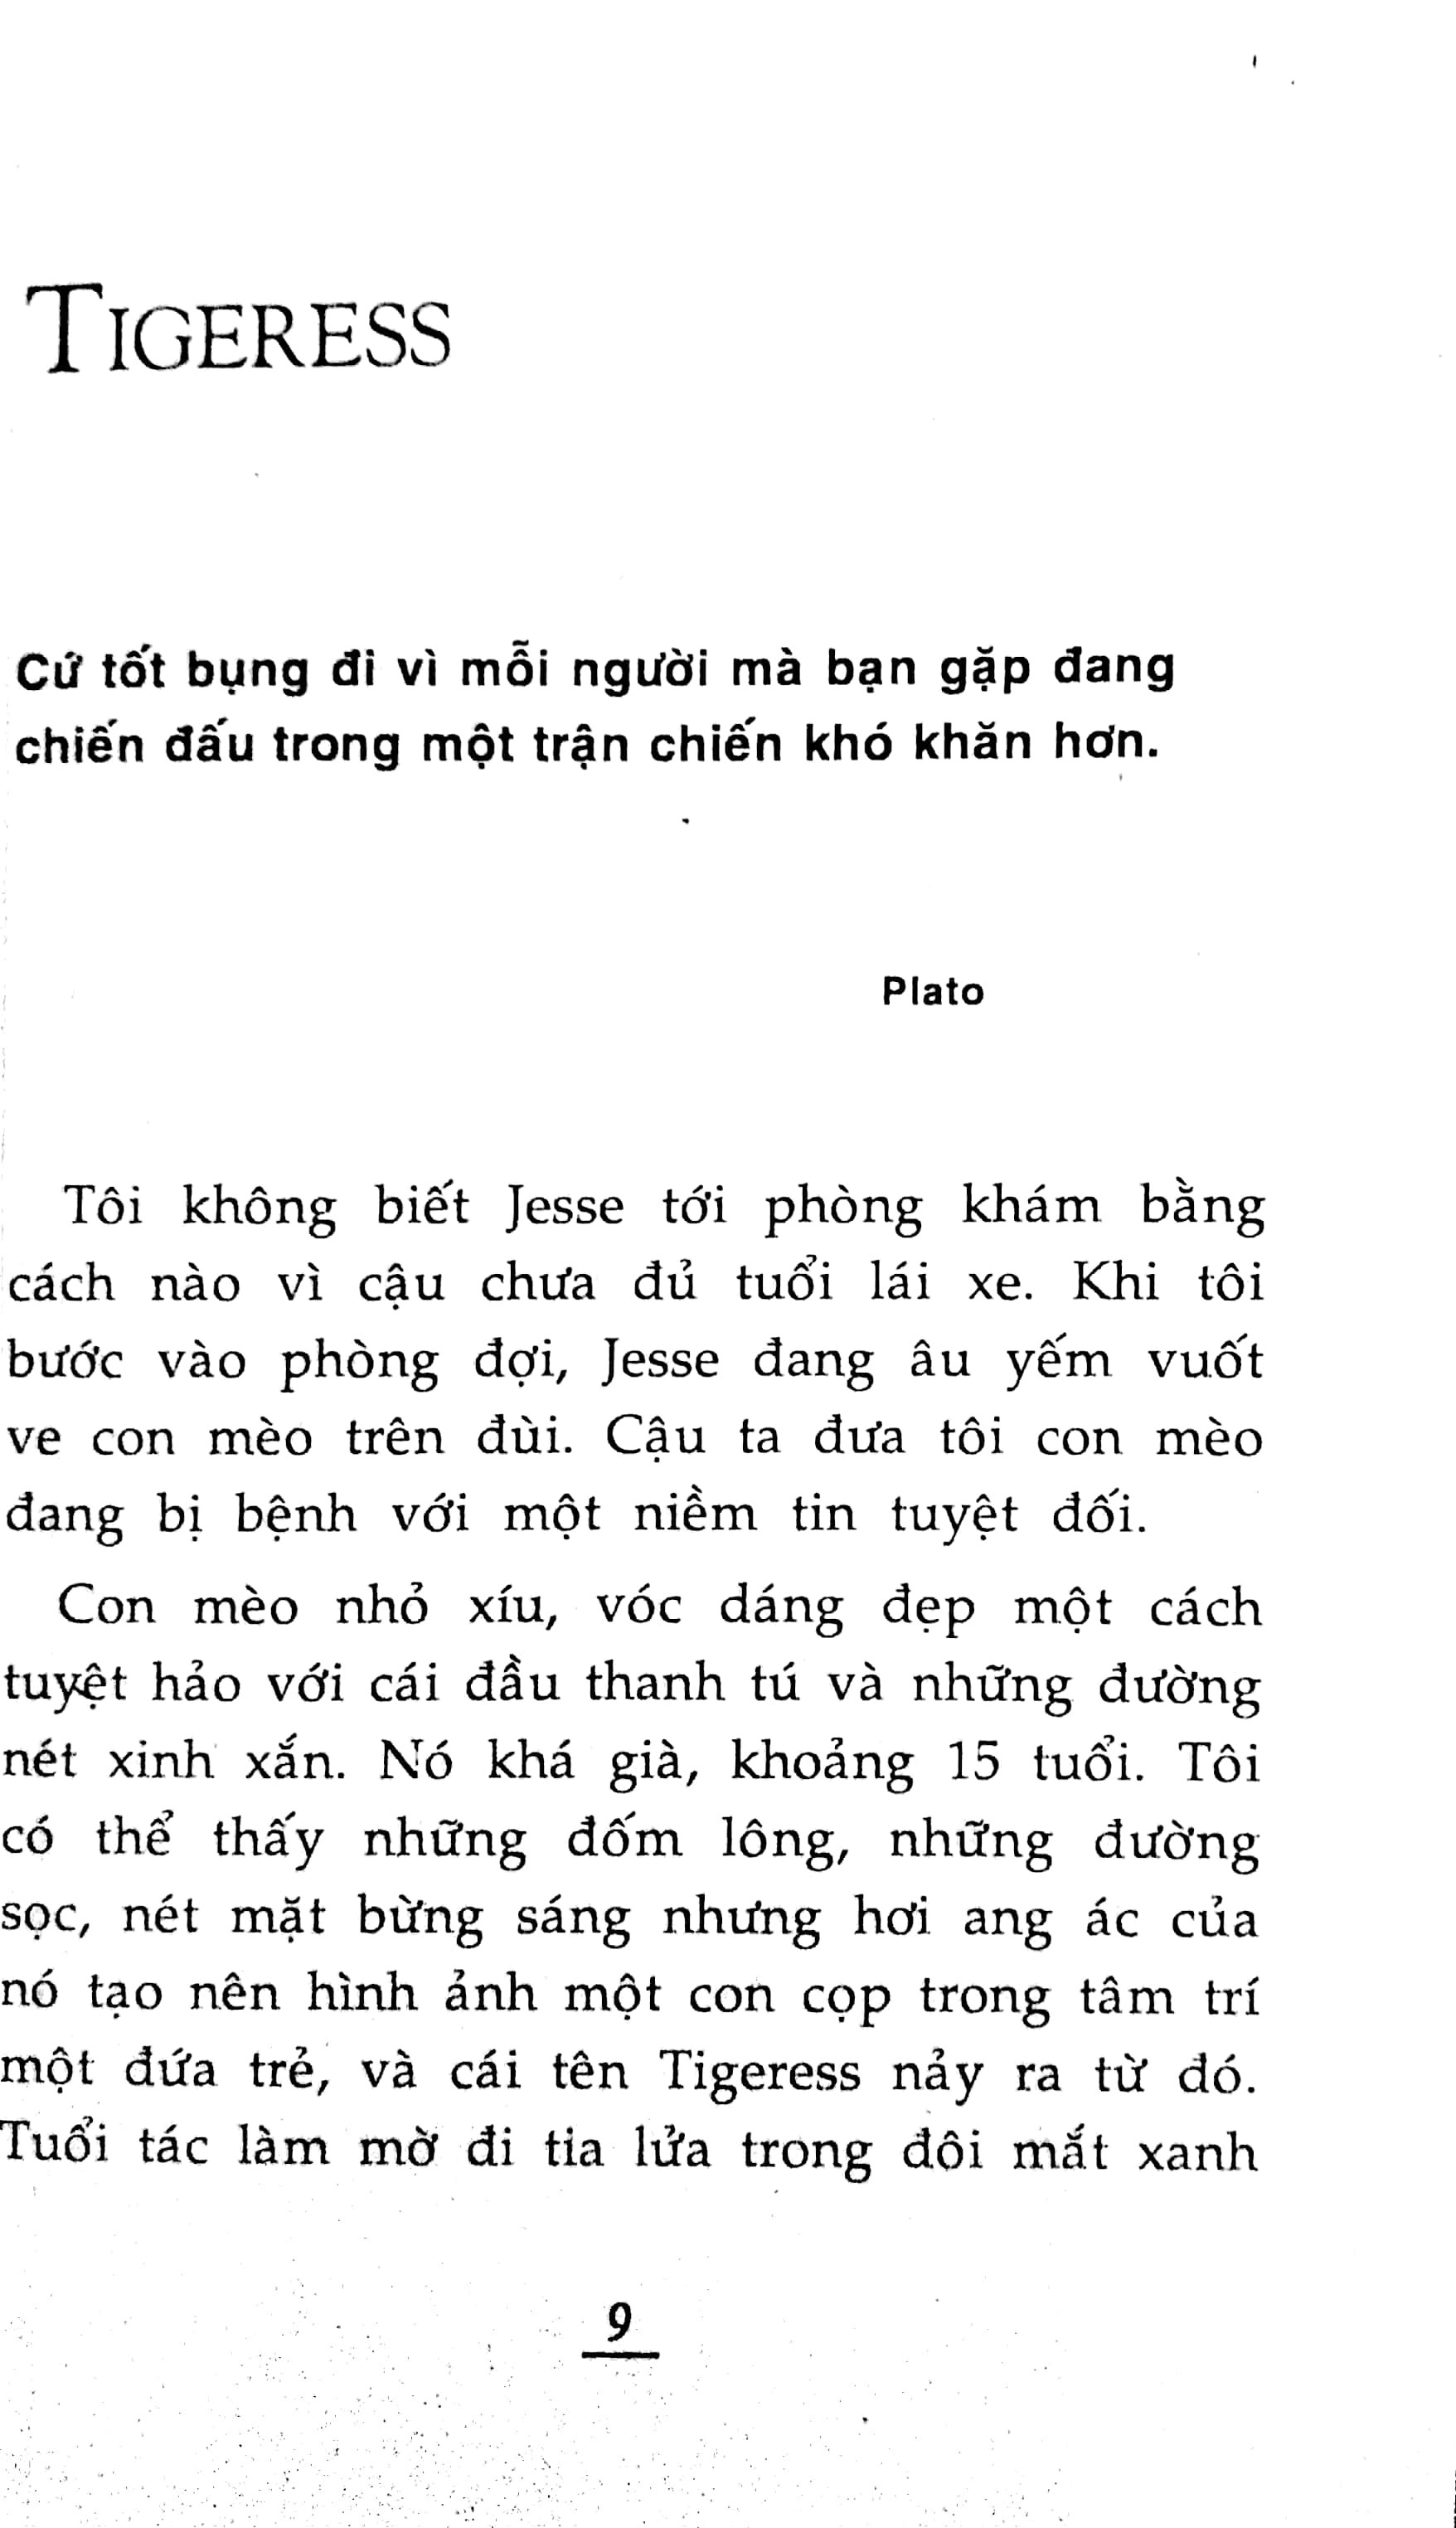 TIGERESS
Cứ tốt bụng đi vì mỗi người mà bạn gặp đang
chiến đấu trong một trận chiến khó khăn hơn.
Plato
Tôi không biết Jesse tới phòng khám bằng
cách nào vì cậu chưa đủ tuổi lái xe. Khi tôi
bước vào phòng đợi, Jesse đang âu yếm vuốt
ve con mèo trên đùi. Cậu ta đưa tôi con mèo
đang bị bệnh với một niềm tin tuyệt đối.
Con mèo nhỏ xíu, vóc dáng đẹp một cách
tuyệt hảo với cái đầu thanh tú và những đường
nét xinh xắn. Nó khá già, khoảng 15 tuổi. Tôi
có thể thấy những đốm lông, những đường
sọc, nét mặt bừng sáng nhưng hơi ang ác của
nó tạo nên hình ảnh một con cọp trong tâm trí
một đứa trẻ, và cái tên Tigeress nảy ra từ đó.
Tuổi tác làm mờ đi tia lửa trong đôi mắt xanh
9